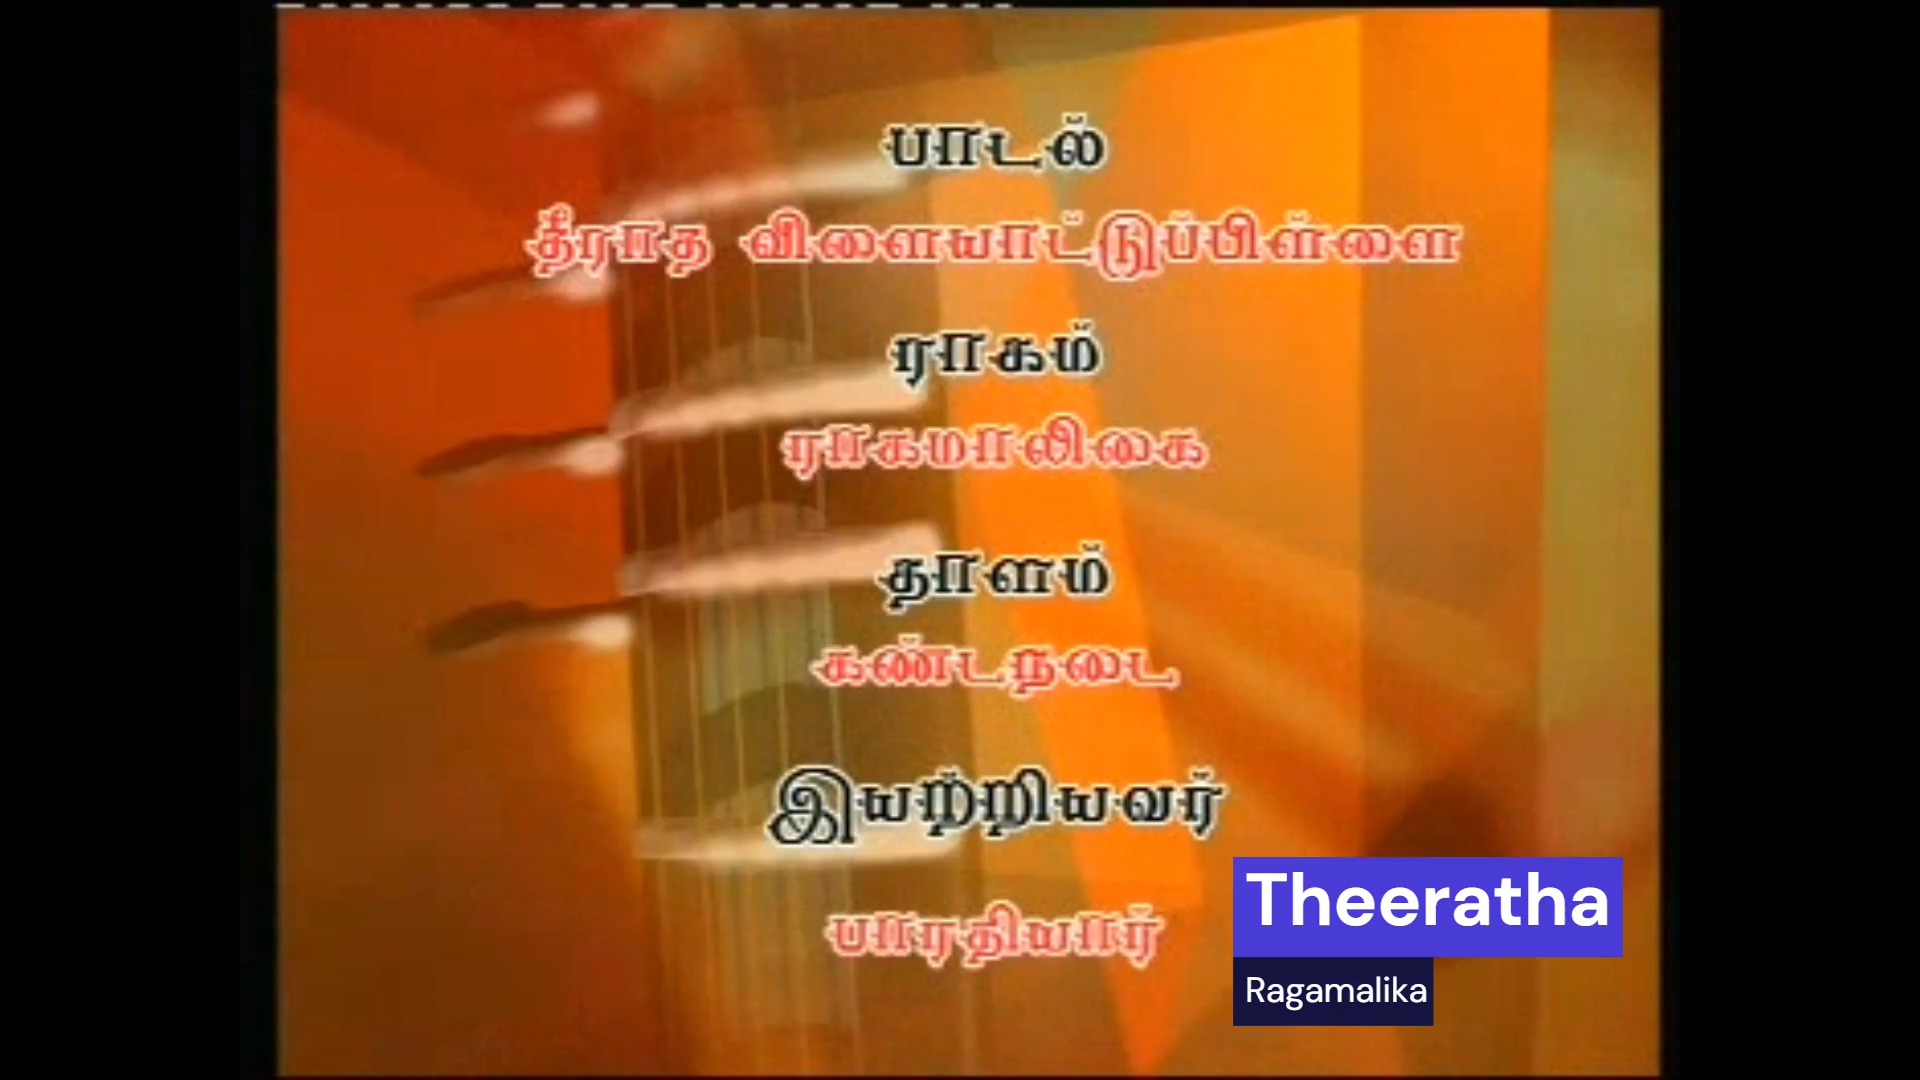 பாடல்
தீராத விளையாட்டுப்பிள்ளை
ராகம்
ராகமாலிகை
தாளம்
கண்டநடை
இயற்றியவர்
பாரதியார்
Theeratha
Ragamalika